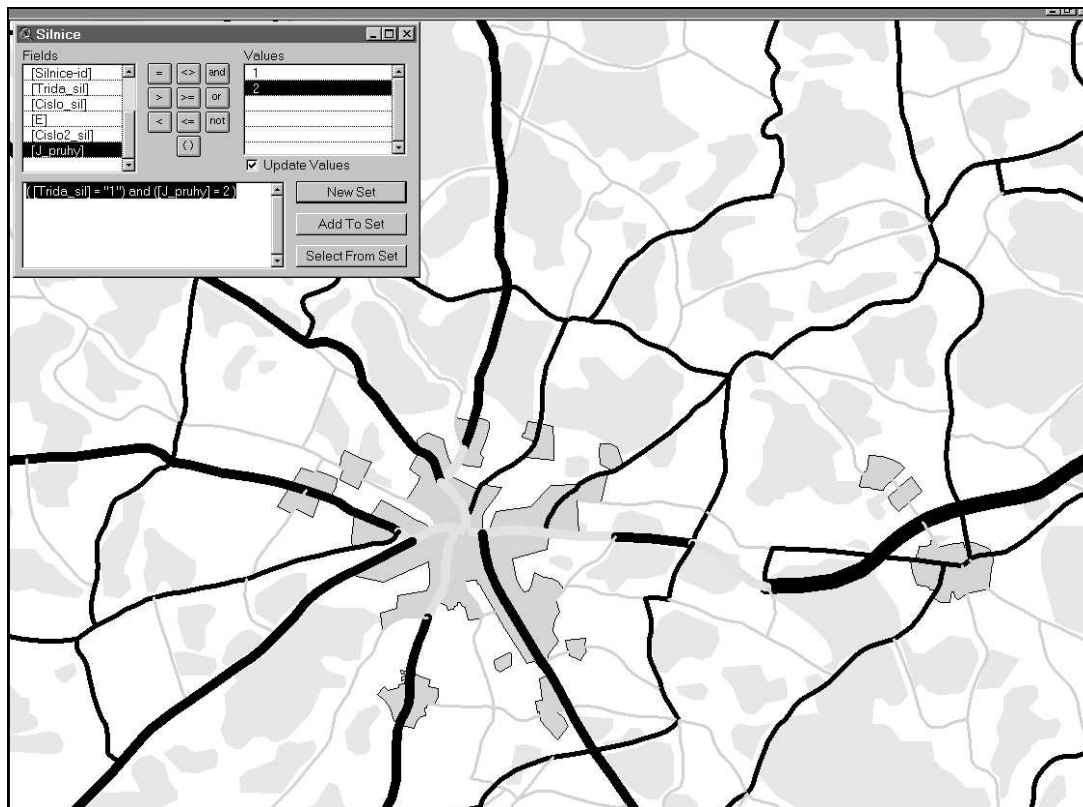 Silnice
Fields
Values
[Silnice-id]
[Trida_sil]
[Cislo_sil]
[E]
[Cislo2_sil]
[J_pruhy]
= <> and
> >= or
< <= not
( )
1
2
Update Values
( [Trida_sil] = "1") and ([J_pruhy] = 2 )
New Set
Add To Set
Select From Set